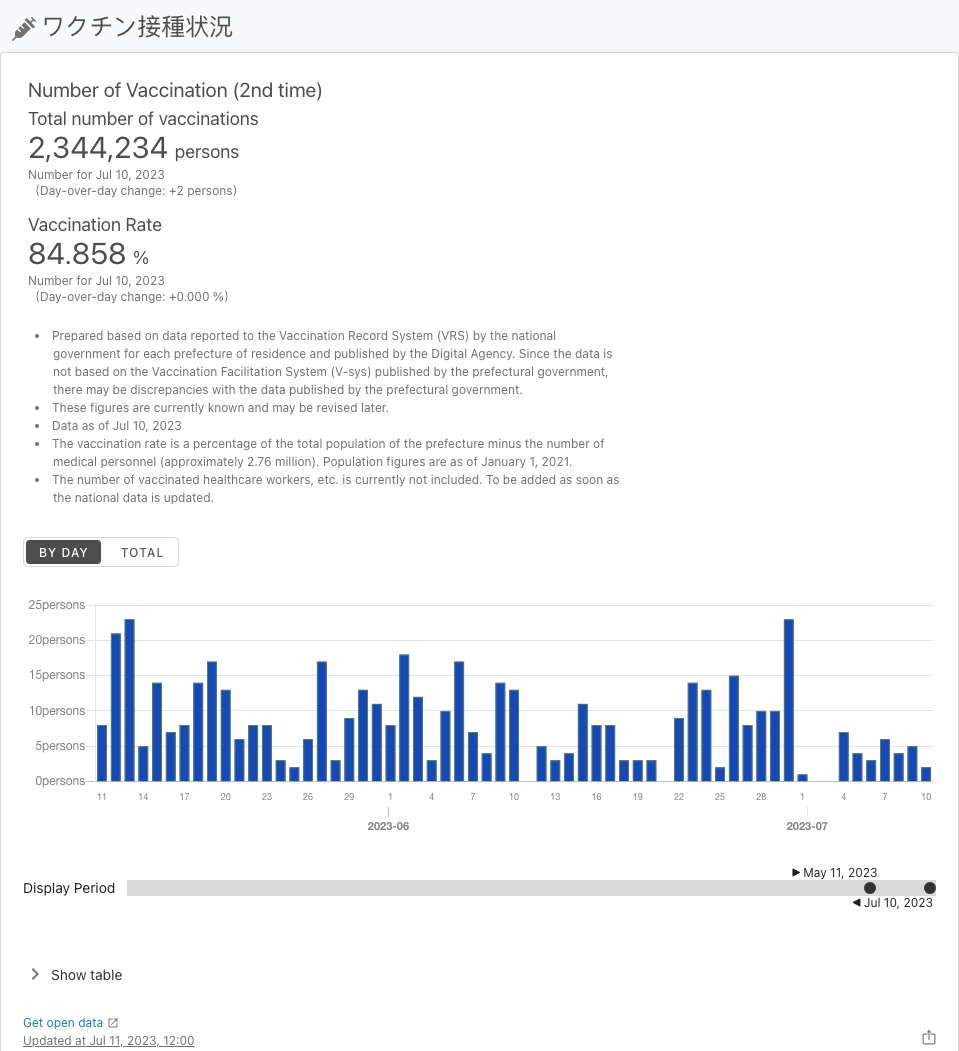 ワクチン接種状況
Number of Vaccination (2nd time)
Total number of vaccinations
2,344,234 persons
Number for Jul 10, 2023
(Day-over-day change: +2 persons)
Vaccination Rate
84.858 %
Number for Jul 10, 2023
(Day-over-day change: +0.000 %)
• Prepared based on data reported to the Vaccination Record System (VRS) by the national
government for each prefecture of residence and published by the Digital Agency. Since the data is
not based on the Vaccination Facilitation System (V-sys) published by the prefectural government,
there may be discrepancies with the data published by the prefectural government.
• These figures are currently known and may be revised later.
• Data as of Jul 10, 2023
• The vaccination rate is a percentage of the total population of the prefecture minus the number of
medical personnel (approximately 2.76 million). Population figures are as of January 1, 2021.
• The number of vaccinated healthcare workers, etc. is currently not included. To be added as soon as
the national data is updated.
BY DAY TOTAL
25persons
20persons
15persons
10persons
5persons
0persons
11 14 17 20 23 26 29 1 4 7 10 13 16 19 22 25 28 1 4 7 10
2023-06 2023-07
▶ May 11, 2023
Display Period
◀ Jul 10, 2023
Show table
Get open data
Updated at Jul 11, 2023, 12:00